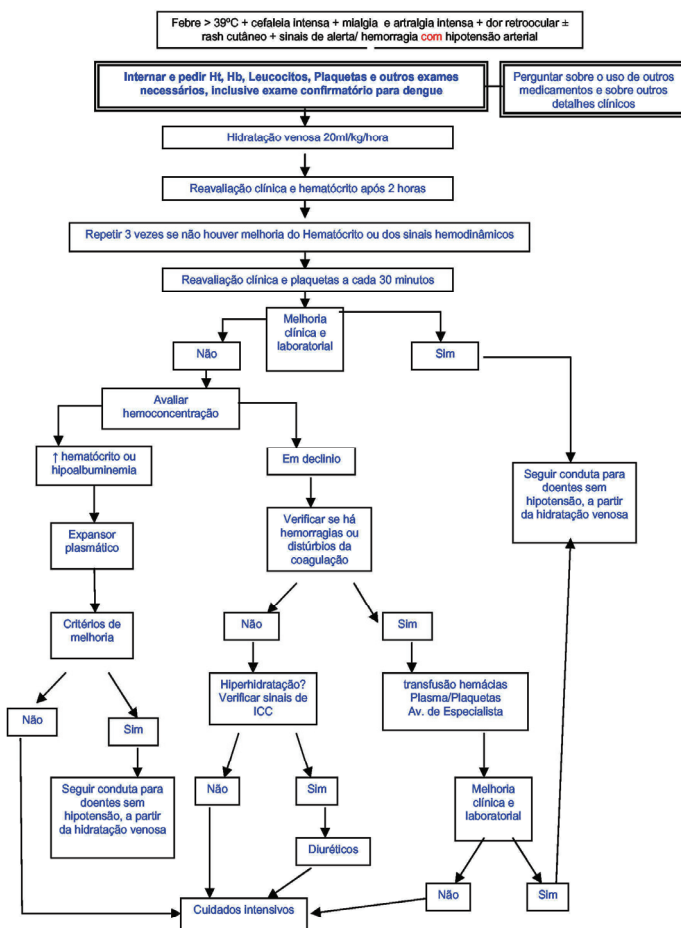 Febre > 39ºC + cefaleia intensa + mialgia e artralgia intensa + dor retroocular ±
rash cutâneo + sinais de alerta/ hemorragia com hipotensão arterial
Internar e pedir Ht, Hb, Leucocitos, Plaquetas e outros exames
necessários, inclusive exame confirmatório para dengue
Perguntar sobre o uso de outros
medicamentos e sobre outros
detalhes clínicos
Hidratação venosa 20ml/kg/hora
Reavaliação clínica e hematócrito após 2 horas
Repetir 3 vezes se não houver melhoria do Hematócrito ou dos sinais hemodinâmicos
Reavaliação clínica e plaquetas a cada 30 minutos
Melhoria
clínica e
laboratorial
Não
Sim
Avaliar
hemoconcentração
↑ hematócrito ou
hipoalbuminemia
Em declinio
Seguir conduta para
doentes sem
hipotensão, a partir
da hidratação venosa
Expansor
plasmático
Verificar se há
hemorragias ou
distúrbios da
coagulação
Critérios de
melhoria
Não
Sim
Hiperhidratação?
Verificar sinais de
ICC
transfusão hemácias
Plasma/Plaquetas
Av. de Especialista
Não
Sim
Seguir conduta para
doentes sem
hipotensão, a partir
da hidratação venosa
Não
Sim
Melhoria
clínica e
laboratorial
Diuréticos
Não
Sim
Cuidados intensivos